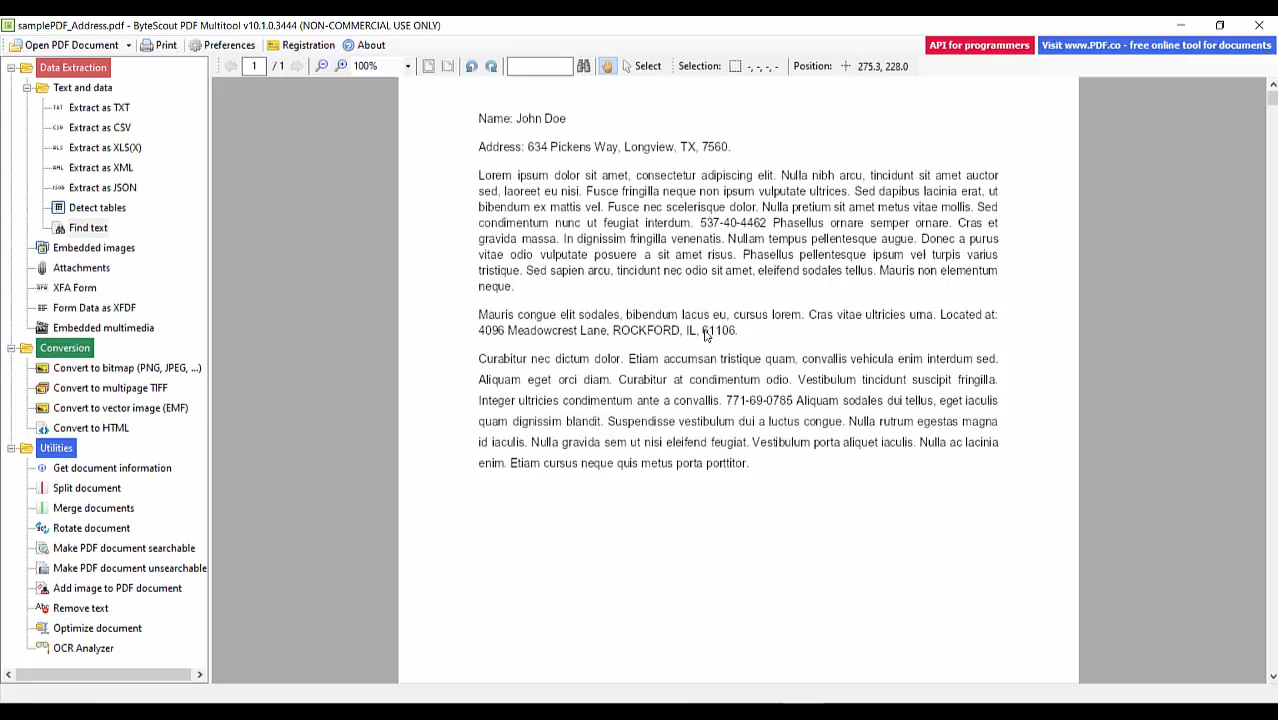 samplePDF_Address.pdf - ByteScout PDF Multitool v10.1.0.3444 (NON-COMMERCIAL USE ONLY)
Open PDF Document Print Preferences Registration About API for programmers Visit www.PDF.co - free online tool for documents
1 / 1 100% Select Selection: -, -, -, - Position: 275.3, 228.0
Data Extraction
Text and data
TXT Extract as TXT
CSV Extract as CSV
XLS Extract as XLS(X)
XML Extract as XML
JSON Extract as JSON
Detect tables
Find text
Embedded images
Attachments
XFA XFA Form
Form Data as XFDF
Embedded multimedia
Conversion
Convert to bitmap (PNG, JPEG, ...)
Convert to multipage TIFF
Convert to vector image (EMF)
Convert to HTML
Utilities
Get document information
Split document
Merge documents
Rotate document
Make PDF document searchable
Make PDF document unsearchable
Add image to PDF document
Abc Remove text
Optimize document
OCR Analyzer
Name: John Doe
Address: 634 Pickens Way, Longview, TX, 7560.
Lorem ipsum dolor sit amet, consectetur adipiscing elit. Nulla nibh arcu, tincidunt sit amet auctor
sed, laoreet eu nisi. Fusce fringilla neque non ipsum vulputate ultrices. Sed dapibus lacinia erat, ut
bibendum ex mattis vel. Fusce nec scelerisque dolor. Nulla pretium sit amet metus vitae mollis. Sed
condimentum nunc ut feugiat interdum. 537-40-4462 Phasellus ornare semper ornare. Cras et
gravida massa. In dignissim fringilla venenatis. Nullam tempus pellentesque augue. Donec a purus
vitae odio vulputate posuere a sit amet risus. Phasellus pellentesque ipsum vel turpis varius
tristique. Sed sapien arcu, tincidunt nec odio sit amet, eleifend sodales tellus. Mauris non elementum
neque.
Mauris congue elit sodales, bibendum lacus eu, cursus lorem. Cras vitae ultricies urna. Located at:
4096 Meadowcrest Lane, ROCKFORD, IL, 61106.
Curabitur nec dictum dolor. Etiam accumsan tristique quam, convallis vehicula enim interdum sed.
Aliquam eget orci diam. Curabitur at condimentum odio. Vestibulum tincidunt suscipit fringilla.
Integer ultricies condimentum ante a convallis. 771-69-0785 Aliquam sodales dui tellus, eget iaculis
quam dignissim blandit. Suspendisse vestibulum dui a luctus congue. Nulla rutrum egestas magna
id iaculis. Nulla gravida sem ut nisi eleifend feugiat. Vestibulum porta aliquet iaculis. Nulla ac lacinia
enim. Etiam cursus neque quis metus porta porttitor.